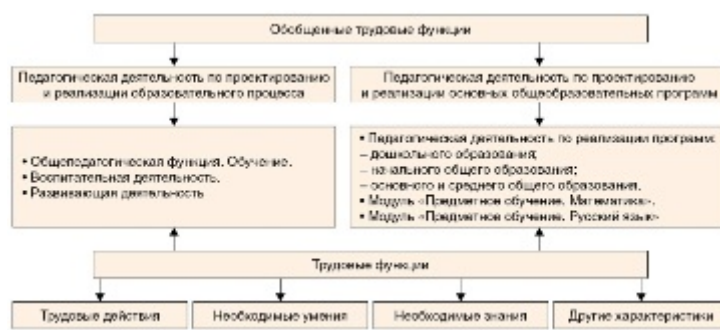 Обобщенные трудовые функции
Педагогическая деятельность по проектированию
и реализации образовательного процесса
Педагогическая деятельность по проектированию
и реализации основных общеобразовательных программ
• Общепедагогическая функция. Обучение.
• Воспитательная деятельность.
• Развивающая деятельность
• Педагогическая деятельность по реализации программ:
– дошкольного образования;
– начального общего образования;
– основного и среднего общего образования.
• Модуль «Предметное обучение. Математика».
• Модуль «Предметное обучение. Русский язык»
Трудовые функции
Трудовые действия
Необходимые умения
Необходимые знания
Другие характеристики